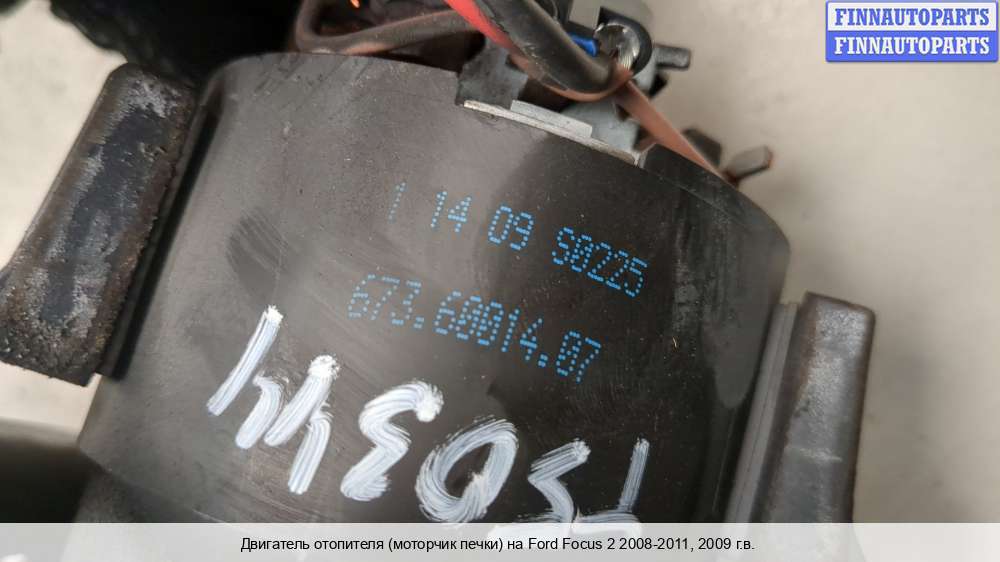 FINNAUTOPARTS
FINNAUTOPARTS
1 14 09 S0225
673.60014.07
Двигатель отопителя (моторчик печки) на Ford Focus 2 2008-2011, 2009 г.в.